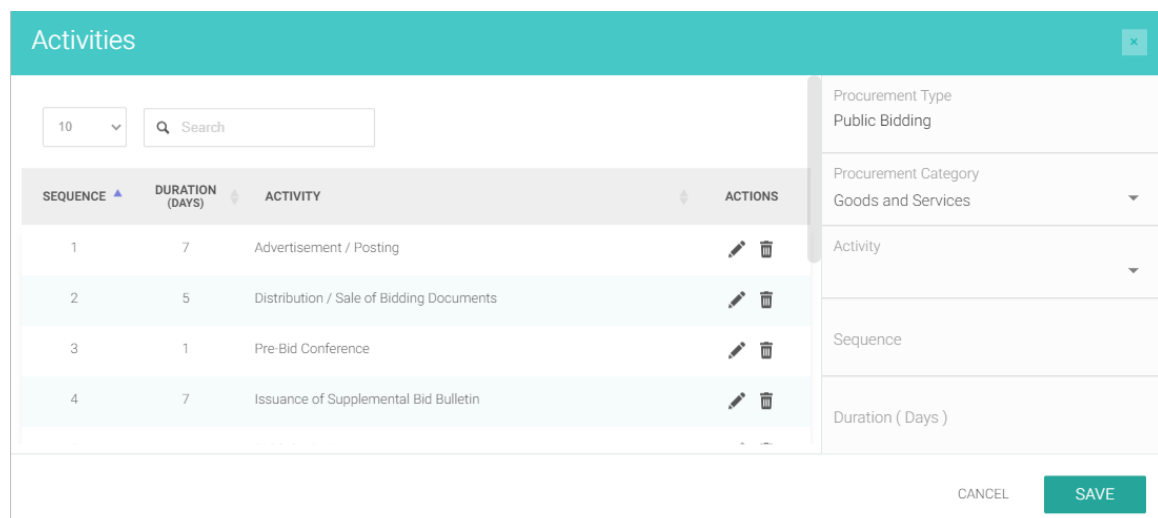 Activities
×
10
Search
SEQUENCE DURATION (DAYS) ACTIVITY ACTIONS
1 7 Advertisement / Posting
2 5 Distribution / Sale of Bidding Documents
3 1 Pre-Bid Conference
4 7 Issuance of Supplemental Bid Bulletin
Procurement Type
Public Bidding
Procurement Category
Goods and Services
Activity
Sequence
Duration ( Days )
CANCEL SAVE